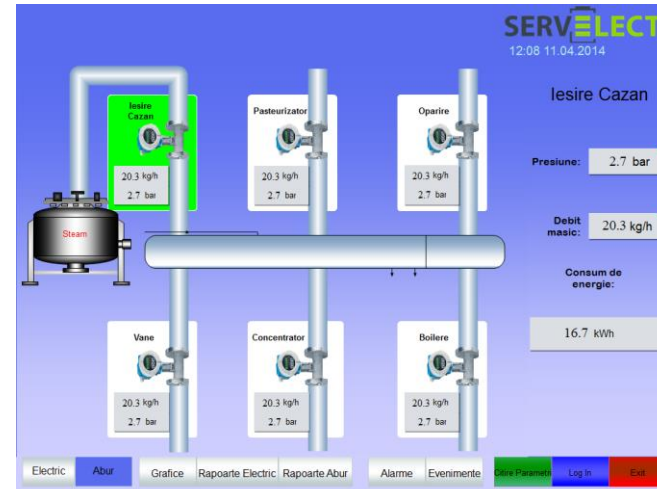 SERVELECT
12:08 11.04.2014
Iesire Cazan
Iesire
Cazan
20.3 kg/h
2.7 bar
Pasteurizator
20.3 kg/h
2.7 bar
Oparire
20.3 kg/h
2.7 bar
Presiune:
2.7 bar
Debit
masic:
20.3 kg/h
Consum de
energie:
16.7 kWh
Steam
Vane
20.3 kg/h
2.7 bar
Concentrator
20.3 kg/h
2.7 bar
Boilere
20.3 kg/h
2.7 bar
Electric
Abur
Grafice
Rapoarte Electric
Rapoarte Abur
Alarme
Evenimente
Citire Parametri
Log In
Exit